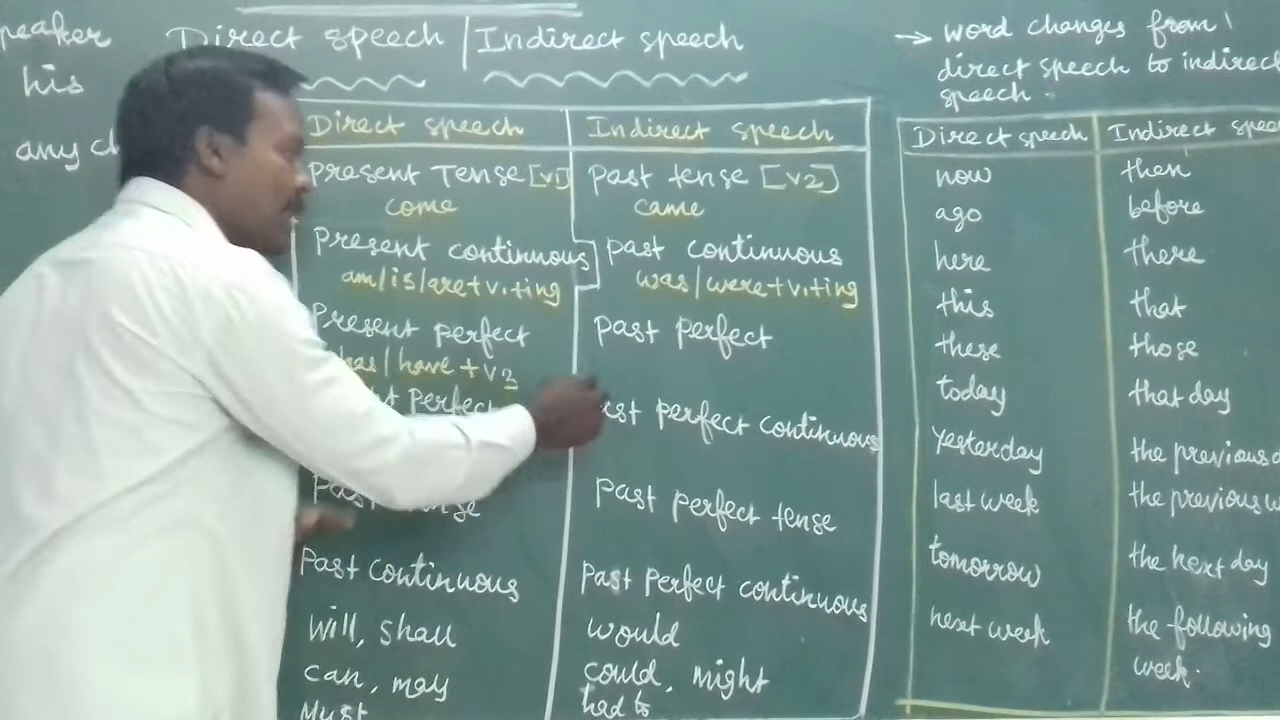 peaker
his
any ch
Direct speech | Indirect speech
Direct speech Indirect speech
Present Tense [v1] past tense [v2]
come came
Present continuous past continuous
am/is/are+v1+ing was/were+v1+ing
Present perfect past perfect
has/have+v3
perfect perfect continuous
Past past perfect tense
Past continuous past perfect continuous
will, shall would
can, may could, might
Must had to
→ word changes from
direct speech to indirect
speech.
Direct speech Indirect spee
now then
ago before
here there
this that
these those
today that day
yesterday the previous d
last week the previous w
tomorrow the next day
next week the following
week.